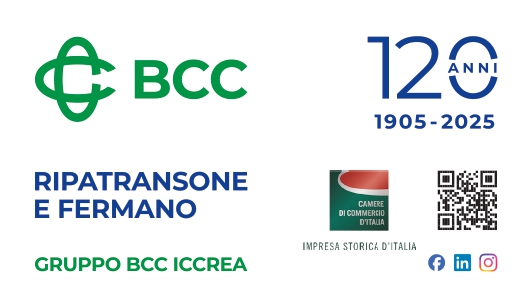 BCC
120
ANNI
1905-2025
RIPATRANSONE
E FERMANO
CAMERE
DI COMMERCIO
D'ITALIA
IMPRESA STORICA D'ITALIA
GRUPPO BCC ICCREA